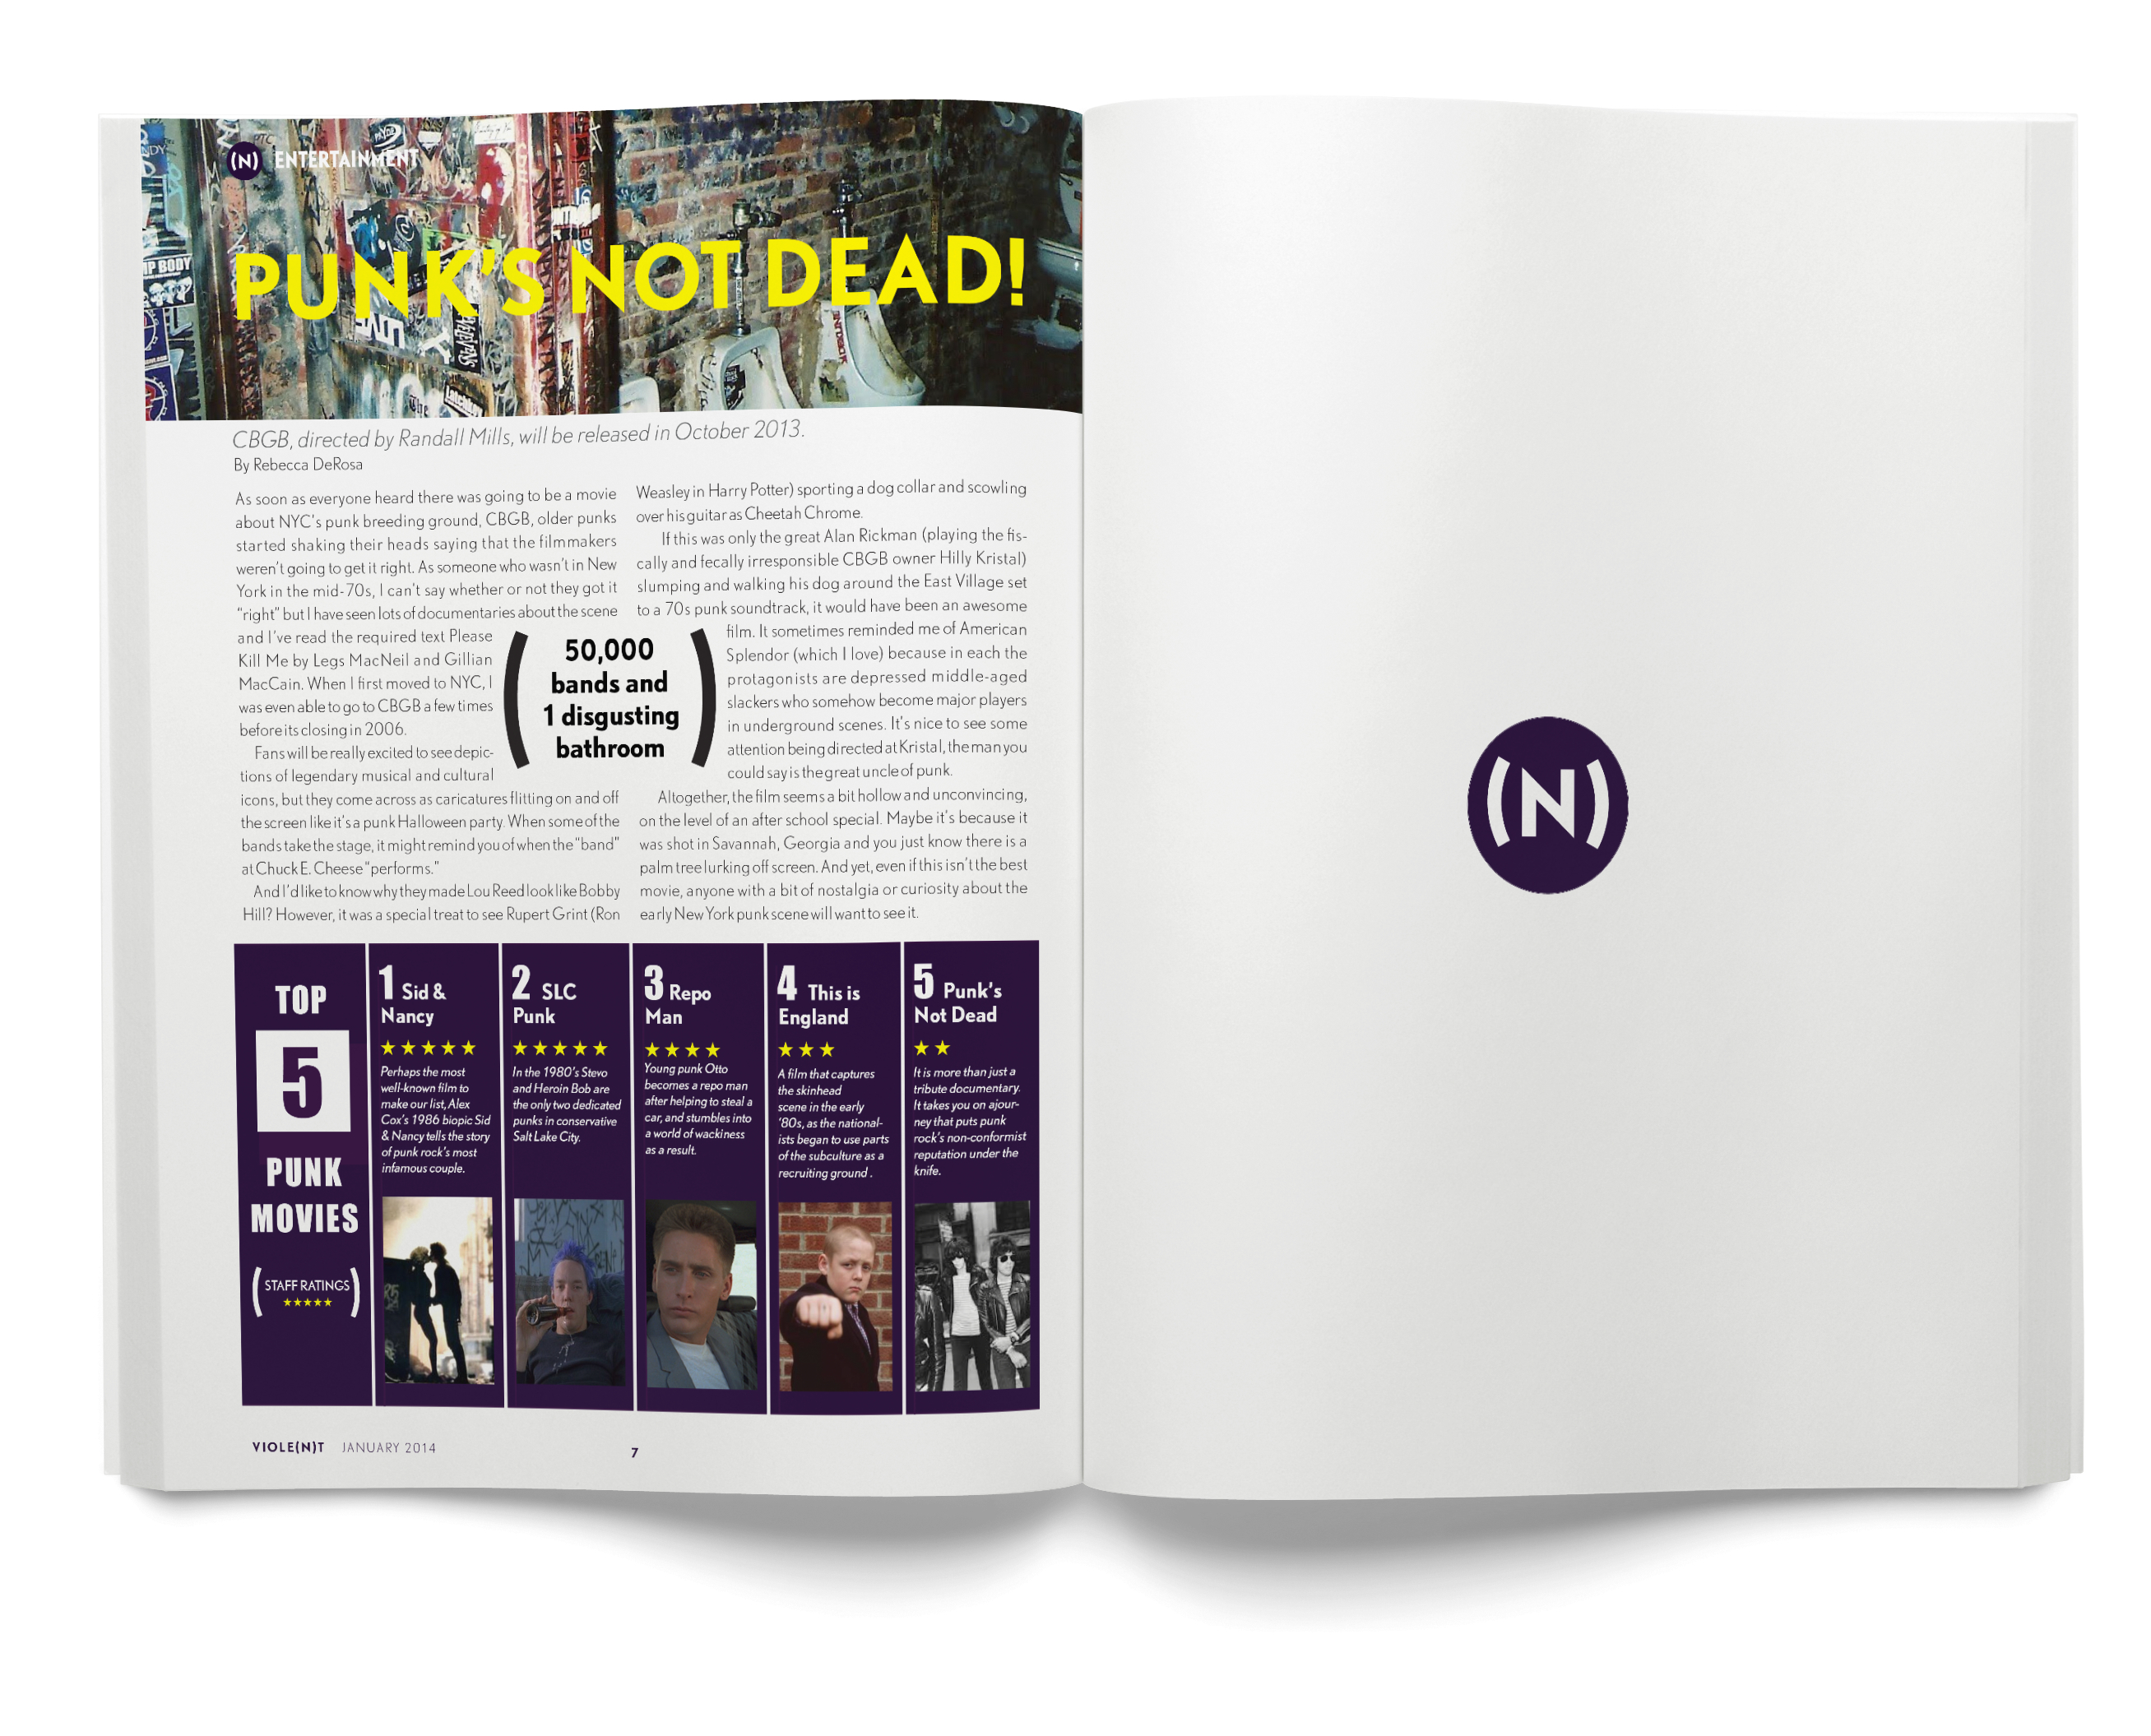 (N) ENTERTAINMENT
PUNK'S NOT DEAD!
IP BODY
CBGB, directed by Randall Mills, will be released in October 2013.
By Rebecca DeRosa
As soon as everyone heard there was going to be a movie
about NYC's punk breeding ground, CBGB, older punks
started shaking their heads saying that the filmmakers
weren't going to get it right. As someone who wasn't in New
York in the mid-70s, I can't say whether or not they got it
"right" but I have seen lots of documentaries about the scene
and I've read the required text Please
Kill Me by Legs MacNeil and Gillian
MacCain. When I first moved to NYC, I
was even able to go to CBGB a few times
before its closing in 2006.
Fans will be really excited to see depic-
tions of legendary musical and cultural
icons, but they come across as caricatures flitting on and off
the screen like it's a punk Halloween party. When some of the
bands take the stage, it might remind you of when the "band"
at Chuck E. Cheese "performs."
And I'd like to know why they made Lou Reed look like Bobby
Hill? However, it was a special treat to see Rupert Grint (Ron
50,000
bands and
1 disgusting
bathroom
Weasley in Harry Potter) sporting a dog collar and scowling
over his guitar as Cheetah Chrome.
If this was only the great Alan Rickman (playing the fis-
cally and fecally irresponsible CBGB owner Hilly Kristal)
slumping and walking his dog around the East Village set
to a 70s punk soundtrack, it would have been an awesome
film. It sometimes reminded me of American
Splendor (which I love) because in each the
protagonists are depressed middle-aged
slackers who somehow become major players
in underground scenes. It's nice to see some
attention being directed at Kristal, the man you
could say is the great uncle of punk.
Altogether, the film seems a bit hollow and unconvincing,
on the level of an after school special. Maybe it's because it
was shot in Savannah, Georgia and you just know there is a
palm tree lurking off screen. And yet, even if this isn't the best
movie, anyone with a bit of nostalgia or curiosity about the
early New York punk scene will want to see it.
TOP
5
PUNK
MOVIES
(STAFF RATINGS)
★★★★★
1 Sid &
Nancy
★★★★★
Perhaps the most
well-known film to
make our list, Alex
Cox's 1986 biopic Sid
& Nancy tells the story
of punk rock's most
infamous couple.
2 SLC
Punk
★★★★★
In the 1980's Stevo
and Heroin Bob are
the only two dedicated
punks in conservative
Salt Lake City.
3 Repo
Man
★★★★
Young punk Otto
becomes a repo man
after helping to steal a
car, and stumbles into
a world of wackiness
as a result.
4 This is
England
★★★
A film that captures
the skinhead
scene in the early
'80s, as the national-
ists began to use parts
of the subculture as a
recruiting ground .
5 Punk's
Not Dead
★★
It is more than just a
tribute documentary.
It takes you on ajour-
ney that puts punk
rock's non-conformist
reputation under the
knife.
VIOLE(N)T JANUARY 2014
7
(N)